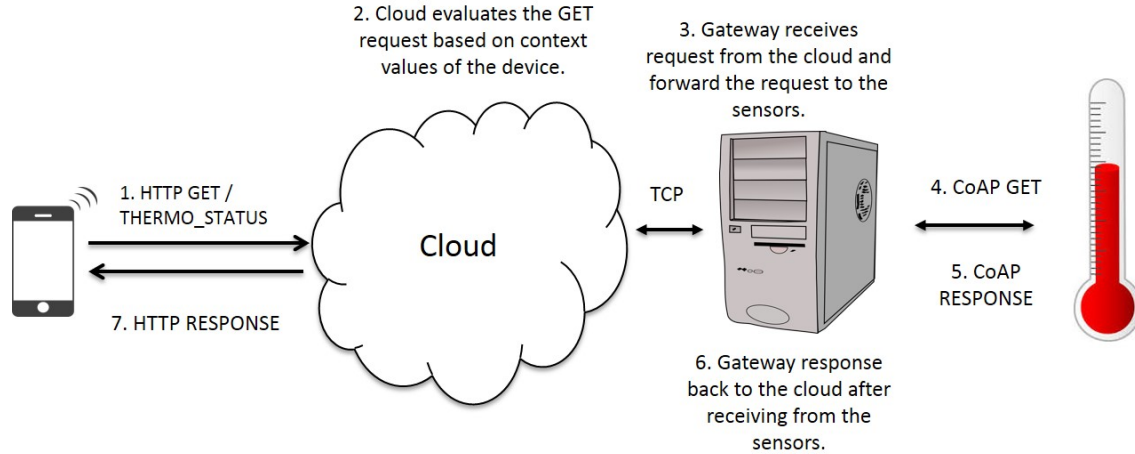 2. Cloud evaluates the GET
request based on context
values of the device.
3. Gateway receives
request from the cloud and
forward the request to the
sensors.
1. HTTP GET /
THERMO_STATUS
TCP
4. CoAP GET
Cloud
5. CoAP
RESPONSE
7. HTTP RESPONSE
6. Gateway response
back to the cloud after
receiving from the
sensors.